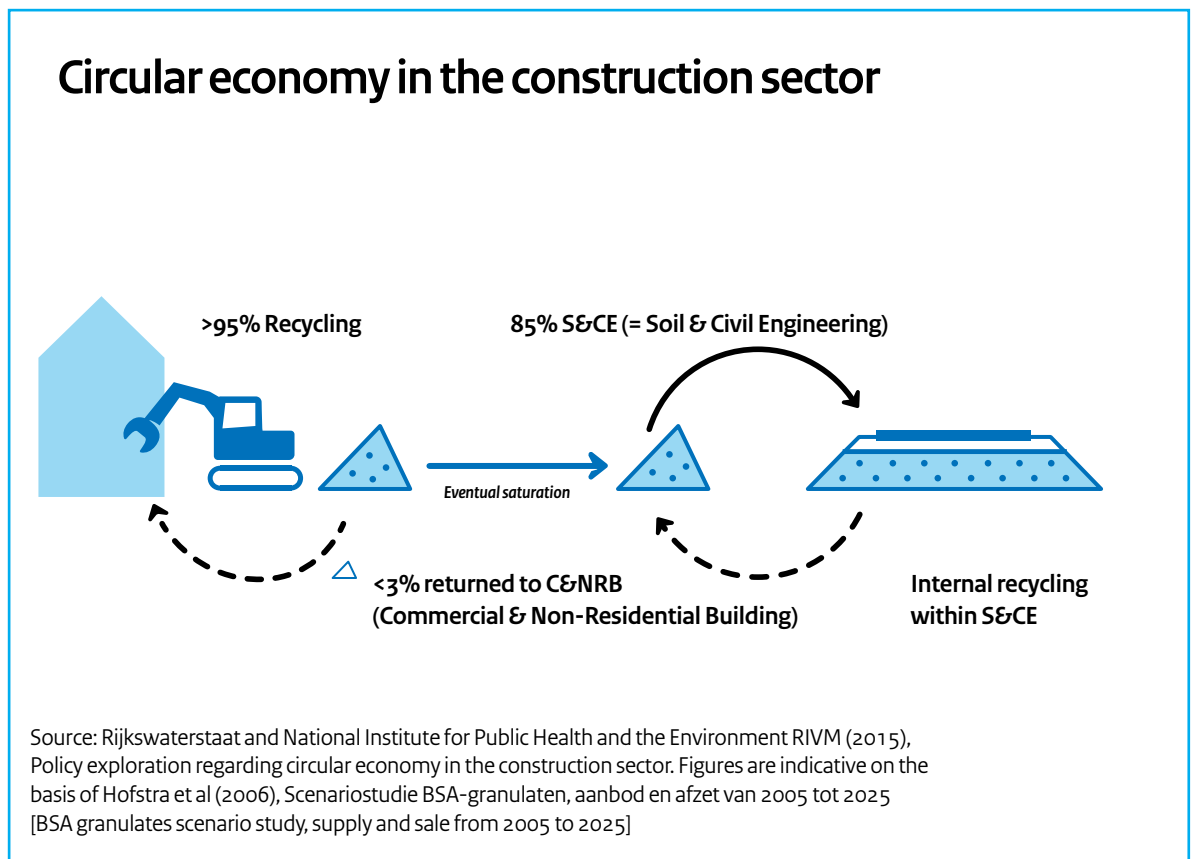 Circular economy in the construction sector
>95% Recycling
85% S&CE (= Soil & Civil Engineering)
Eventual saturation
<3% returned to C&NRB
(Commercial & Non-Residential Building)
Internal recycling
within S&CE
Source: Rijkswaterstaat and National Institute for Public Health and the Environment RIVM (2015),
Policy exploration regarding circular economy in the construction sector. Figures are indicative on the
basis of Hofstra et al (2006), Scenariostudie BSA-granulaten, aanbod en afzet van 2005 tot 2025
[BSA granulates scenario study, supply and sale from 2005 to 2025]